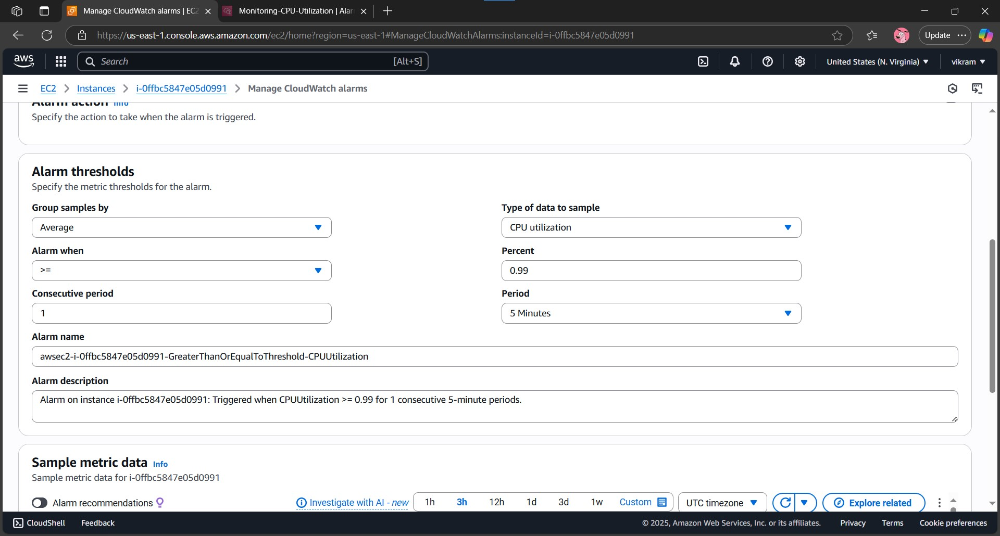 Manage CloudWatch alarms | EC2
Monitoring-CPU-Utilization | Alar
https://us-east-1.console.aws.amazon.com/ec2/home?region=us-east-1#ManageCloudWatchAlarms:instanceId=i-0ffbc5847e05d0991
Update
aws
Search
[Alt+S]
United States (N. Virginia)
vikram
EC2 > Instances > i-0ffbc5847e05d0991 > Manage CloudWatch alarms
Alarm action Info
Specify the action to take when the alarm is triggered.
Alarm thresholds
Specify the metric thresholds for the alarm.
Group samples by
Average
Type of data to sample
CPU utilization
Alarm when
>=
Percent
0.99
Consecutive period
1
Period
5 Minutes
Alarm name
awsec2-i-0ffbc5847e05d0991-GreaterThanOrEqualToThreshold-CPUUtilization
Alarm description
Alarm on instance i-0ffbc5847e05d0991: Triggered when CPUUtilization >= 0.99 for 1 consecutive 5-minute periods.
Sample metric data Info
Sample metric data for i-0ffbc5847e05d0991
Alarm recommendations
Investigate with AI - new
1h 3h 12h 1d 3d 1w Custom
UTC timezone
Explore related
CloudShell
Feedback
© 2025, Amazon Web Services, Inc. or its affiliates.
Privacy
Terms
Cookie preferences